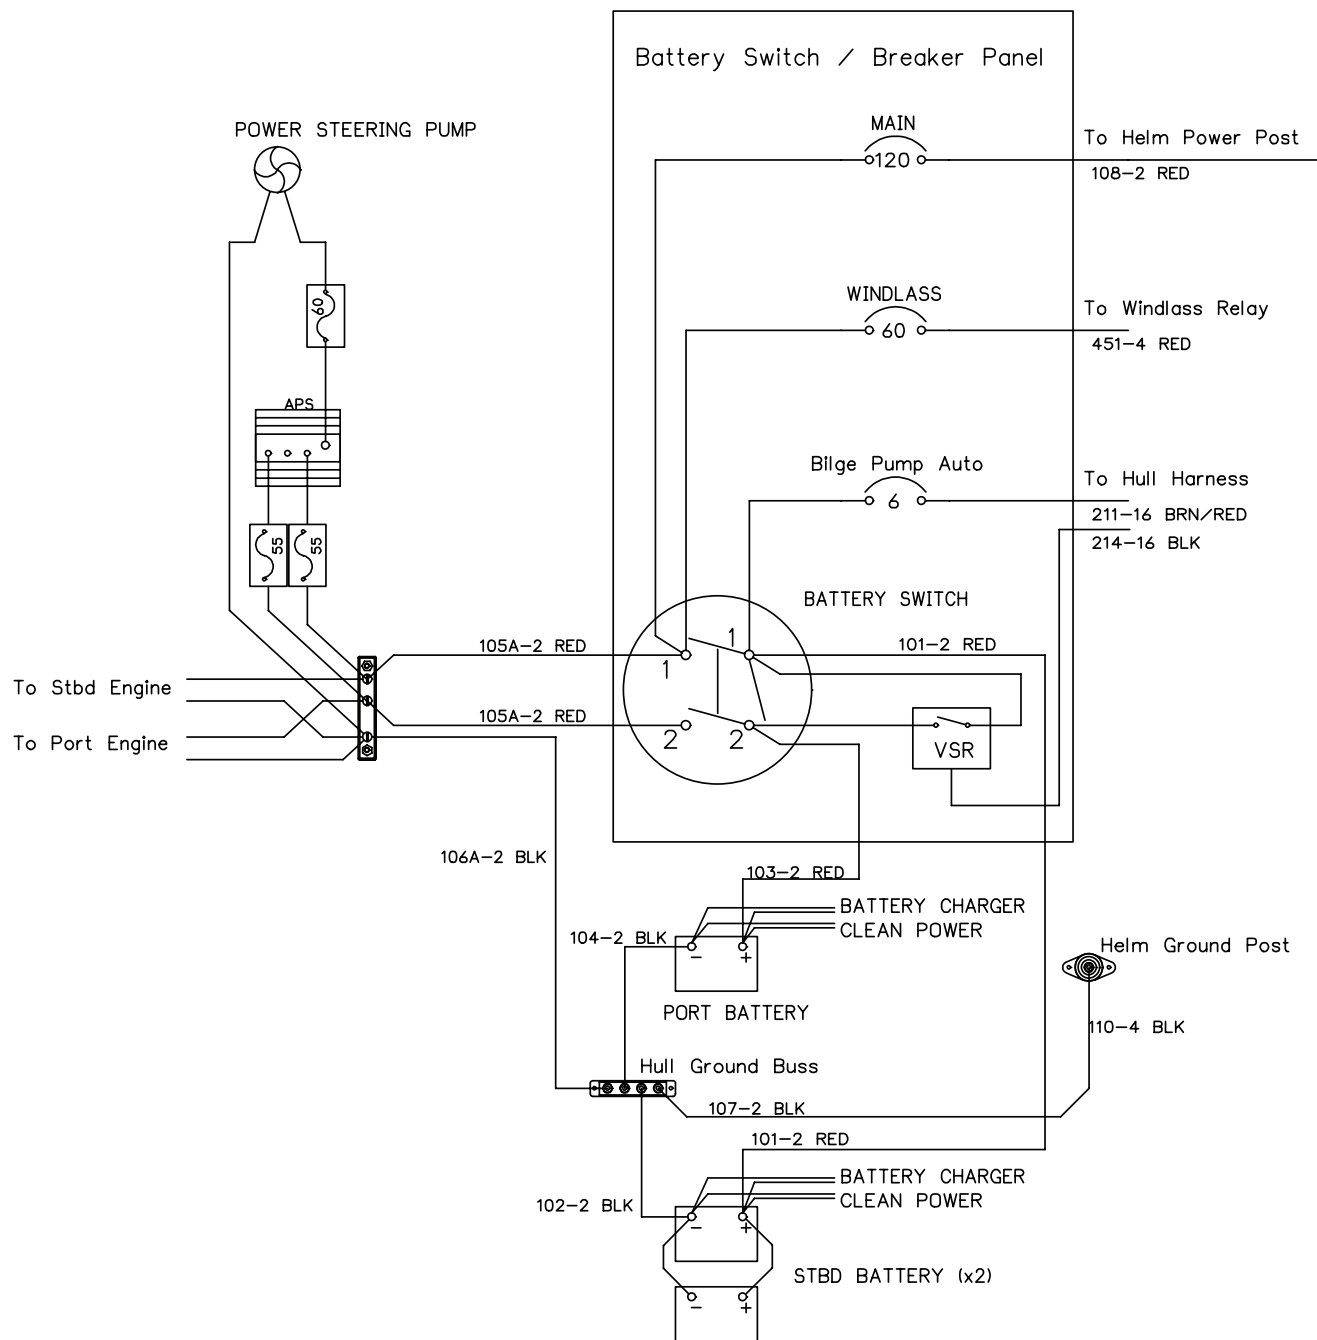 Battery Switch / Breaker Panel
POWER STEERING PUMP
MAIN
120
To Helm Power Post
108-2 RED
60
WINDLASS
60
To Windlass Relay
451-4 RED
APS
Bilge Pump Auto
6
To Hull Harness
211-16 BRN/RED
214-16 BLK
55
55
BATTERY SWITCH
105A-2 RED
1
1
101-2 RED
To Stbd Engine
105A-2 RED
2
2
To Port Engine
VSR
106A-2 BLK
103-2 RED
BATTERY CHARGER
CLEAN POWER
104-2 BLK
- +
PORT BATTERY
Helm Ground Post
110-4 BLK
Hull Ground Buss
107-2 BLK
101-2 RED
BATTERY CHARGER
CLEAN POWER
102-2 BLK
- +
STBD BATTERY (x2)
- +